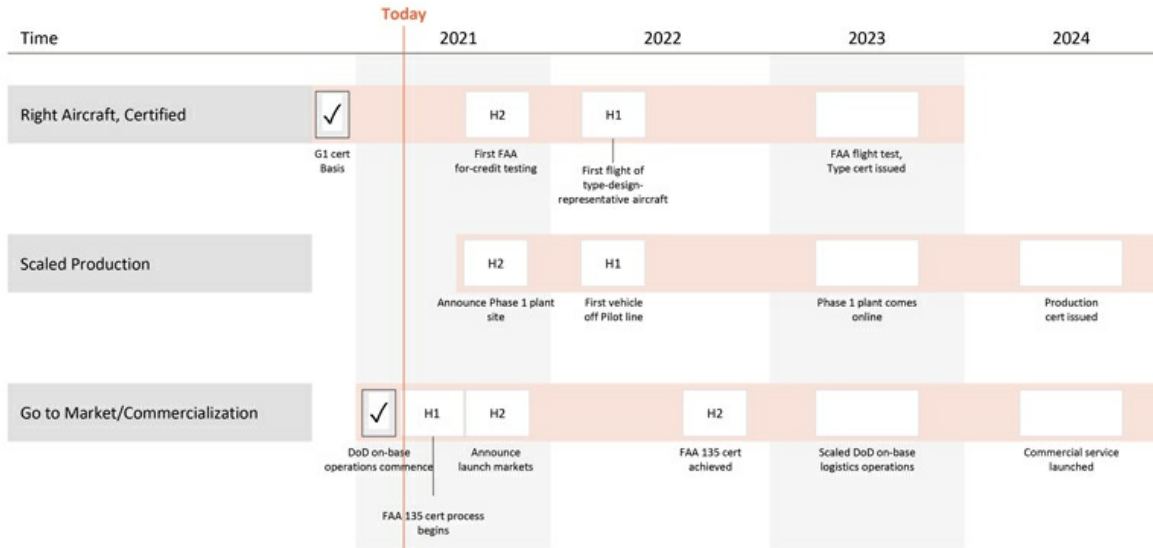 Today
Time
2021
2022
2023
2024
Right Aircraft, Certified
✓
H2
H1
G1 cert
Basis
First FAA
for-credit testing
First flight of
type-design-
representative aircraft
FAA flight test,
Type cert issued
Scaled Production
H2
H1
Announce Phase 1 plant
site
First vehicle
off Pilot line
Phase 1 plant comes
online
Production
cert issued
Go to Market/Commercialization
✓
H1
H2
H2
DoD on-base
operations commence
Announce
launch markets
FAA 135 cert
achieved
Scaled DoD on-base
logistics operations
Commercial service
launched
FAA 135 cert process
begins